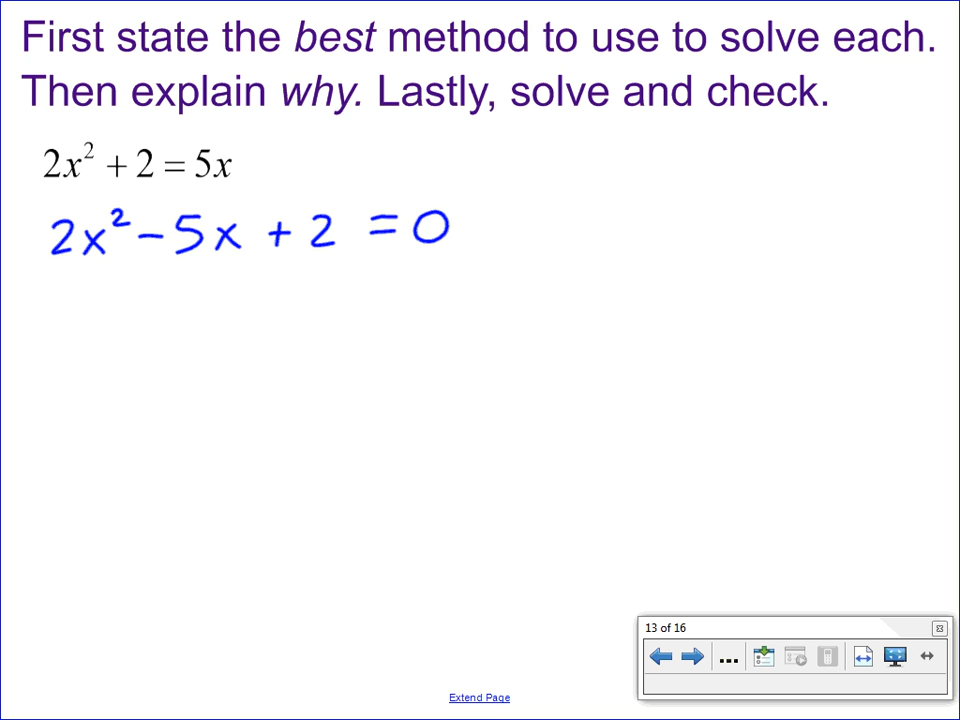 First state the best method to use to solve each.
Then explain why. Lastly, solve and check.
2x² + 2 = 5x
2x² - 5x + 2 = 0
13 of 16
...
Extend Page